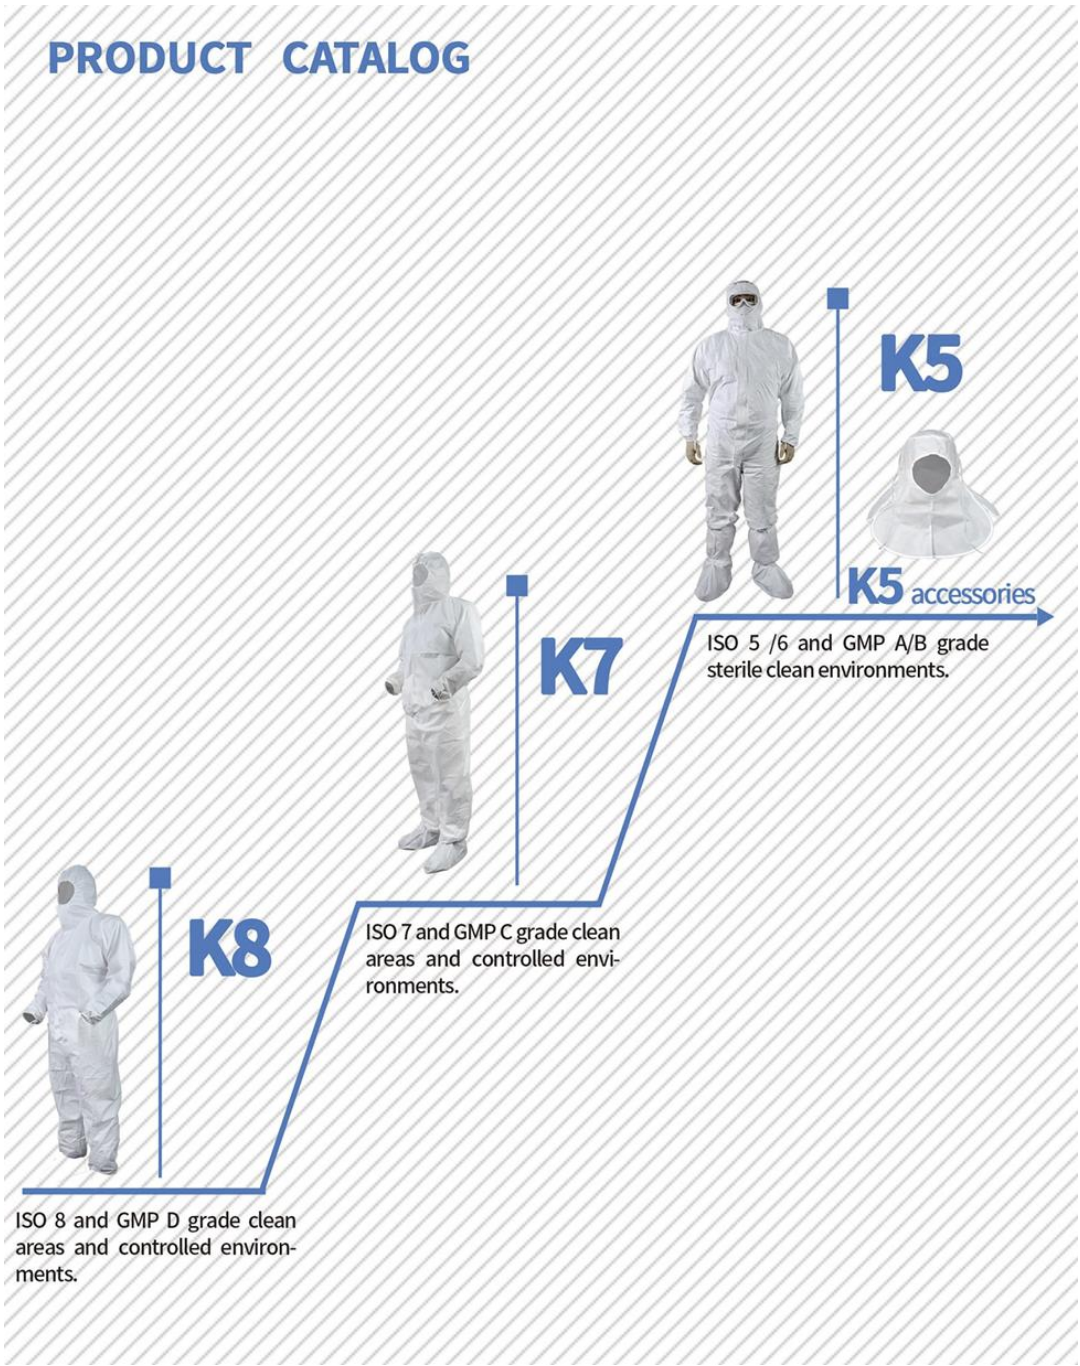 PRODUCT CATALOG
K5
K5 accessories
ISO 5 /6 and GMP A/B grade
sterile clean environments.
K7
ISO 7 and GMP C grade clean
areas and controlled envi-
ronments.
K8
ISO 8 and GMP D grade clean
areas and controlled environ-
ments.